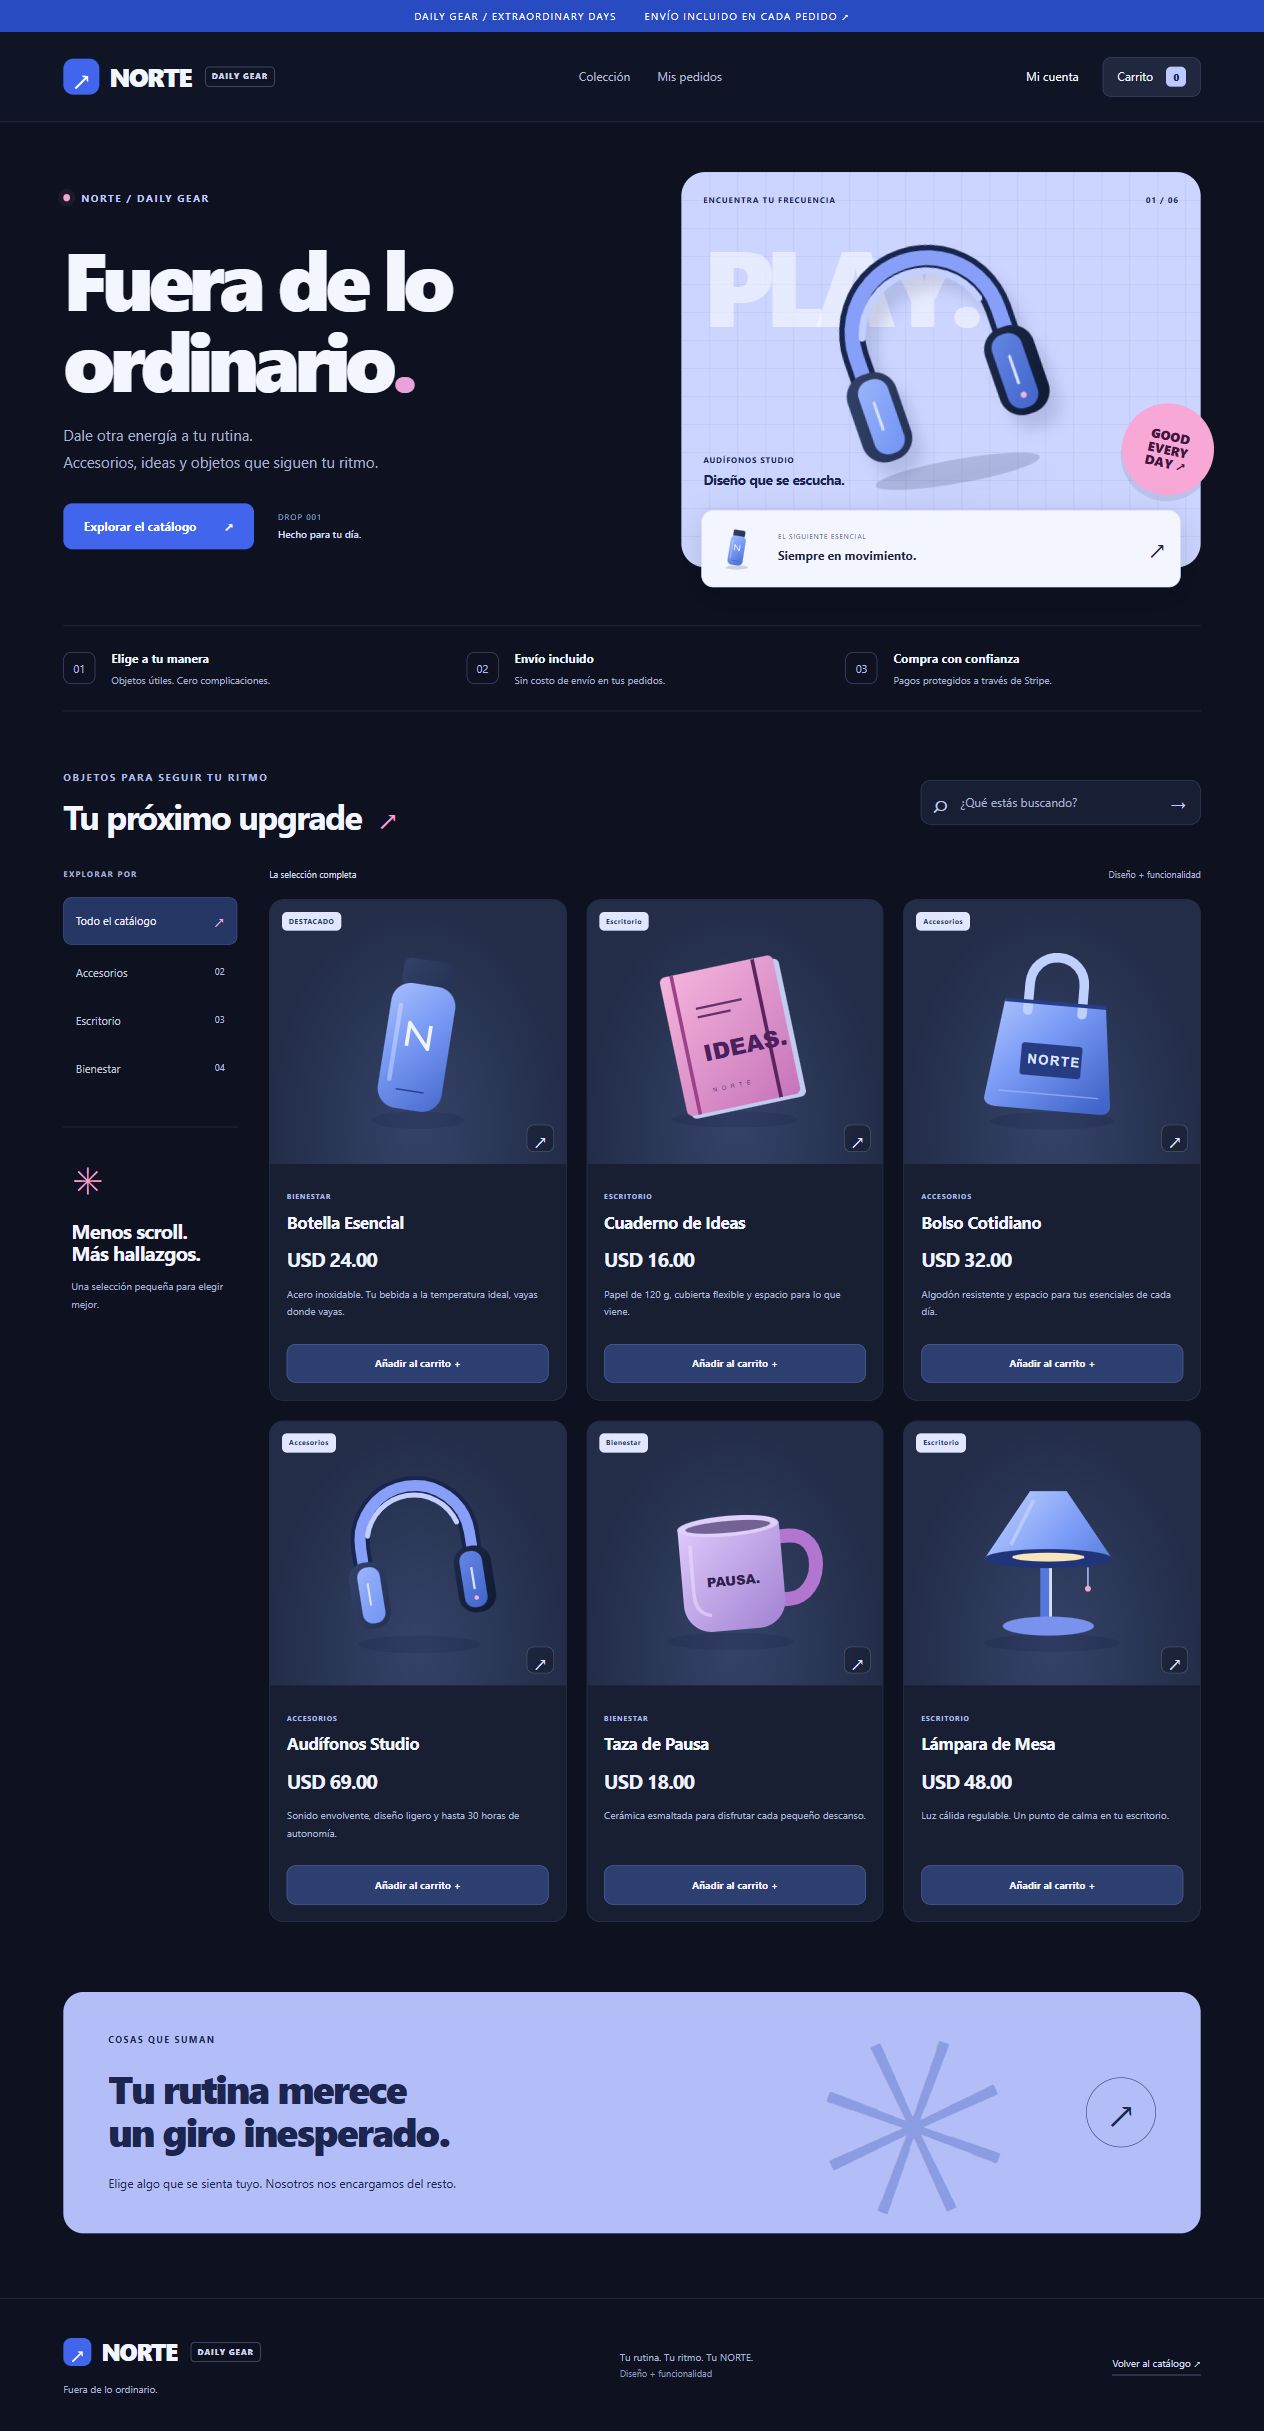 DAILY GEAR / EXTRAORDINARY DAYS ENVÍO INCLUIDO EN CADA PEDIDO ↗
NORTE DAILY GEAR
Colección Mis pedidos
Mi cuenta Carrito 0
NORTE / DAILY GEAR
Fuera de lo
ordinario.
Dale otra energía a tu rutina.
Accesorios, ideas y objetos que siguen tu ritmo.
Explorar el catálogo ↗
DROP 001
Hecho para tu día.
ENCUENTRA TU FRECUENCIA 01 / 06
PLAY.
GOOD
EVERY
DAY ↗
AUDÍFONOS STUDIO
Diseño que se escucha.
N
EL SIGUIENTE ESENCIAL
Siempre en movimiento. ↗
01 Elige a tu manera
Objetos útiles. Cero complicaciones.
02 Envío incluido
Sin costo de envío en tus pedidos.
03 Compra con confianza
Pagos protegidos a través de Stripe.
OBJETOS PARA SEGUIR TU RITMO
Tu próximo upgrade ↗
¿Qué estás buscando? →
EXPLORAR POR
Todo el catálogo ↗
Accesorios 02
Escritorio 03
Bienestar 04
Menos scroll.
Más hallazgos.
Una selección pequeña para elegir
mejor.
La selección completa Diseño + funcionalidad
DESTACADO
N
↗
BIENESTAR
Botella Esencial
USD 24.00
Acero inoxidable. Tu bebida a la temperatura ideal, vayas
donde vayas.
Añadir al carrito +
Escritorio
IDEAS.
NORTE
↗
ESCRITORIO
Cuaderno de Ideas
USD 16.00
Papel de 120 g, cubierta flexible y espacio para lo que
viene.
Añadir al carrito +
Accesorios
NORTE
↗
ACCESORIOS
Bolso Cotidiano
USD 32.00
Algodón resistente y espacio para tus esenciales de cada
día.
Añadir al carrito +
Accesorios
↗
ACCESORIOS
Audífonos Studio
USD 69.00
Sonido envolvente, diseño ligero y hasta 30 horas de
autonomía.
Añadir al carrito +
Bienestar
PAUSA.
↗
BIENESTAR
Taza de Pausa
USD 18.00
Cerámica esmaltada para disfrutar cada pequeño descanso.
Añadir al carrito +
Escritorio
↗
ESCRITORIO
Lámpara de Mesa
USD 48.00
Luz cálida regulable. Un punto de calma en tu escritorio.
Añadir al carrito +
COSAS QUE SUMAN
Tu rutina merece
un giro inesperado.
Elige algo que se sienta tuyo. Nosotros nos encargamos del resto.
↗
NORTE DAILY GEAR
Fuera de lo ordinario.
Tu rutina. Tu ritmo. Tu NORTE.
Diseño + funcionalidad
Volver al catálogo ↗